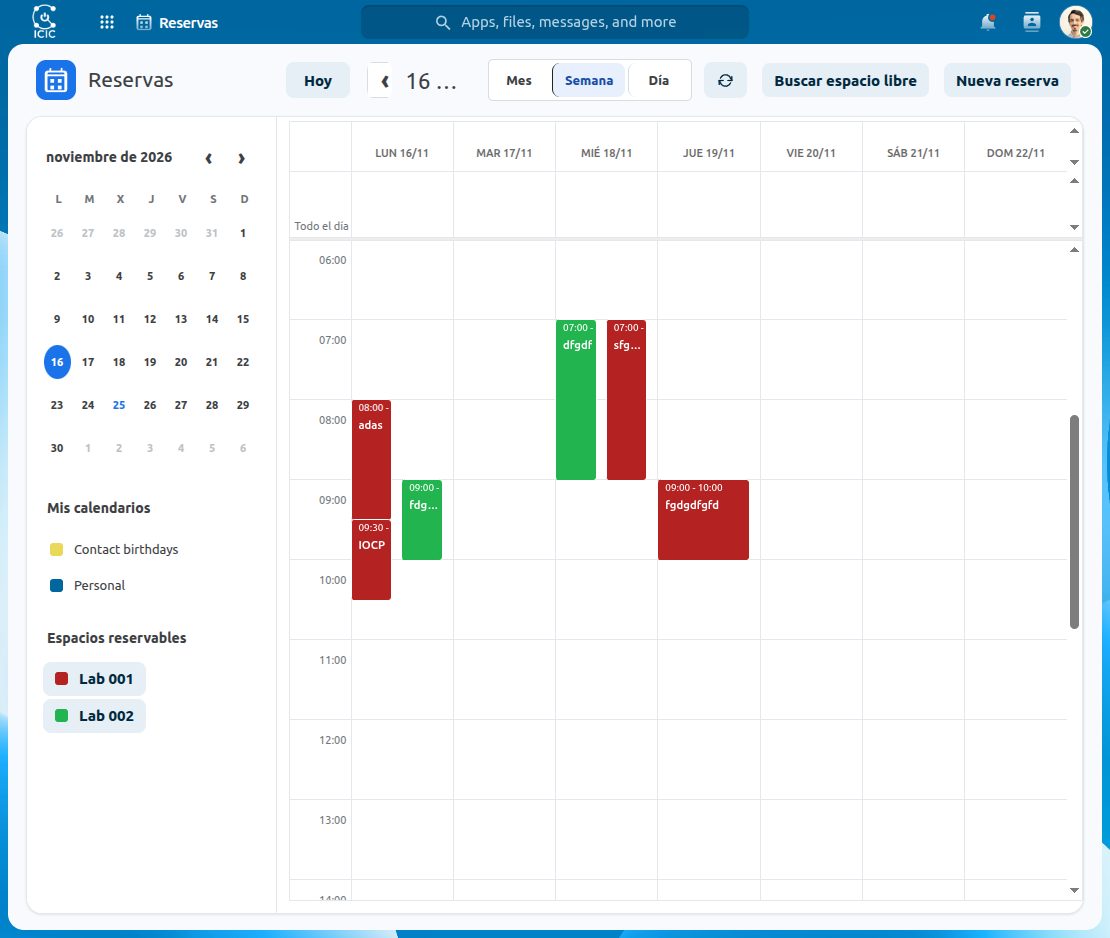 ICIC
Reservas
Apps, files, messages, and more
Reservas
Hoy
16 ...
Mes
Semana
Día
Buscar espacio libre
Nueva reserva
noviembre de 2026
L M X J V S D
26 27 28 29 30 31 1
2 3 4 5 6 7 8
9 10 11 12 13 14 15
16 17 18 19 20 21 22
23 24 25 26 27 28 29
30 1 2 3 4 5 6
Mis calendarios
Contact birthdays
Personal
Espacios reservables
Lab 001
Lab 002
LUN 16/11
MAR 17/11
MIÉ 18/11
JUE 19/11
VIE 20/11
SÁB 21/11
DOM 22/11
Todo el día
06:00
07:00
08:00
09:00
10:00
11:00
12:00
13:00
14:00
08:00 -
adas
09:30 -
IOCP
09:00 -
fdg...
07:00 -
dfgdf
07:00 -
sfg...
09:00 - 10:00
fgdgdfgfd